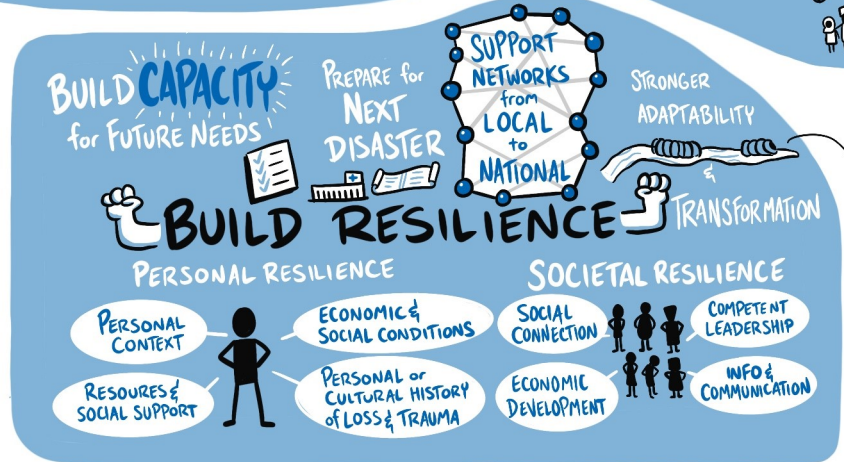 BUILD CAPACITY
for FUTURE NEEDS
PREPARE for
NEXT
DISASTER
SUPPORT
NETWORKS
from
LOCAL
to
NATIONAL
STRONGER
ADAPTABILITY
&
TRANSFORMATION
BUILD RESILIENCE
PERSONAL RESILIENCE
PERSONAL
CONTEXT
ECONOMIC &
SOCIAL CONDITIONS
RESOURES &
SOCIAL SUPPORT
PERSONAL or
CULTURAL HISTORY
of LOSS & TRAUMA
SOCIETAL RESILIENCE
SOCIAL
CONNECTION
COMPETENT
LEADERSHIP
ECONOMIC
DEVELOPMENT
INFO &
COMMUNICATION